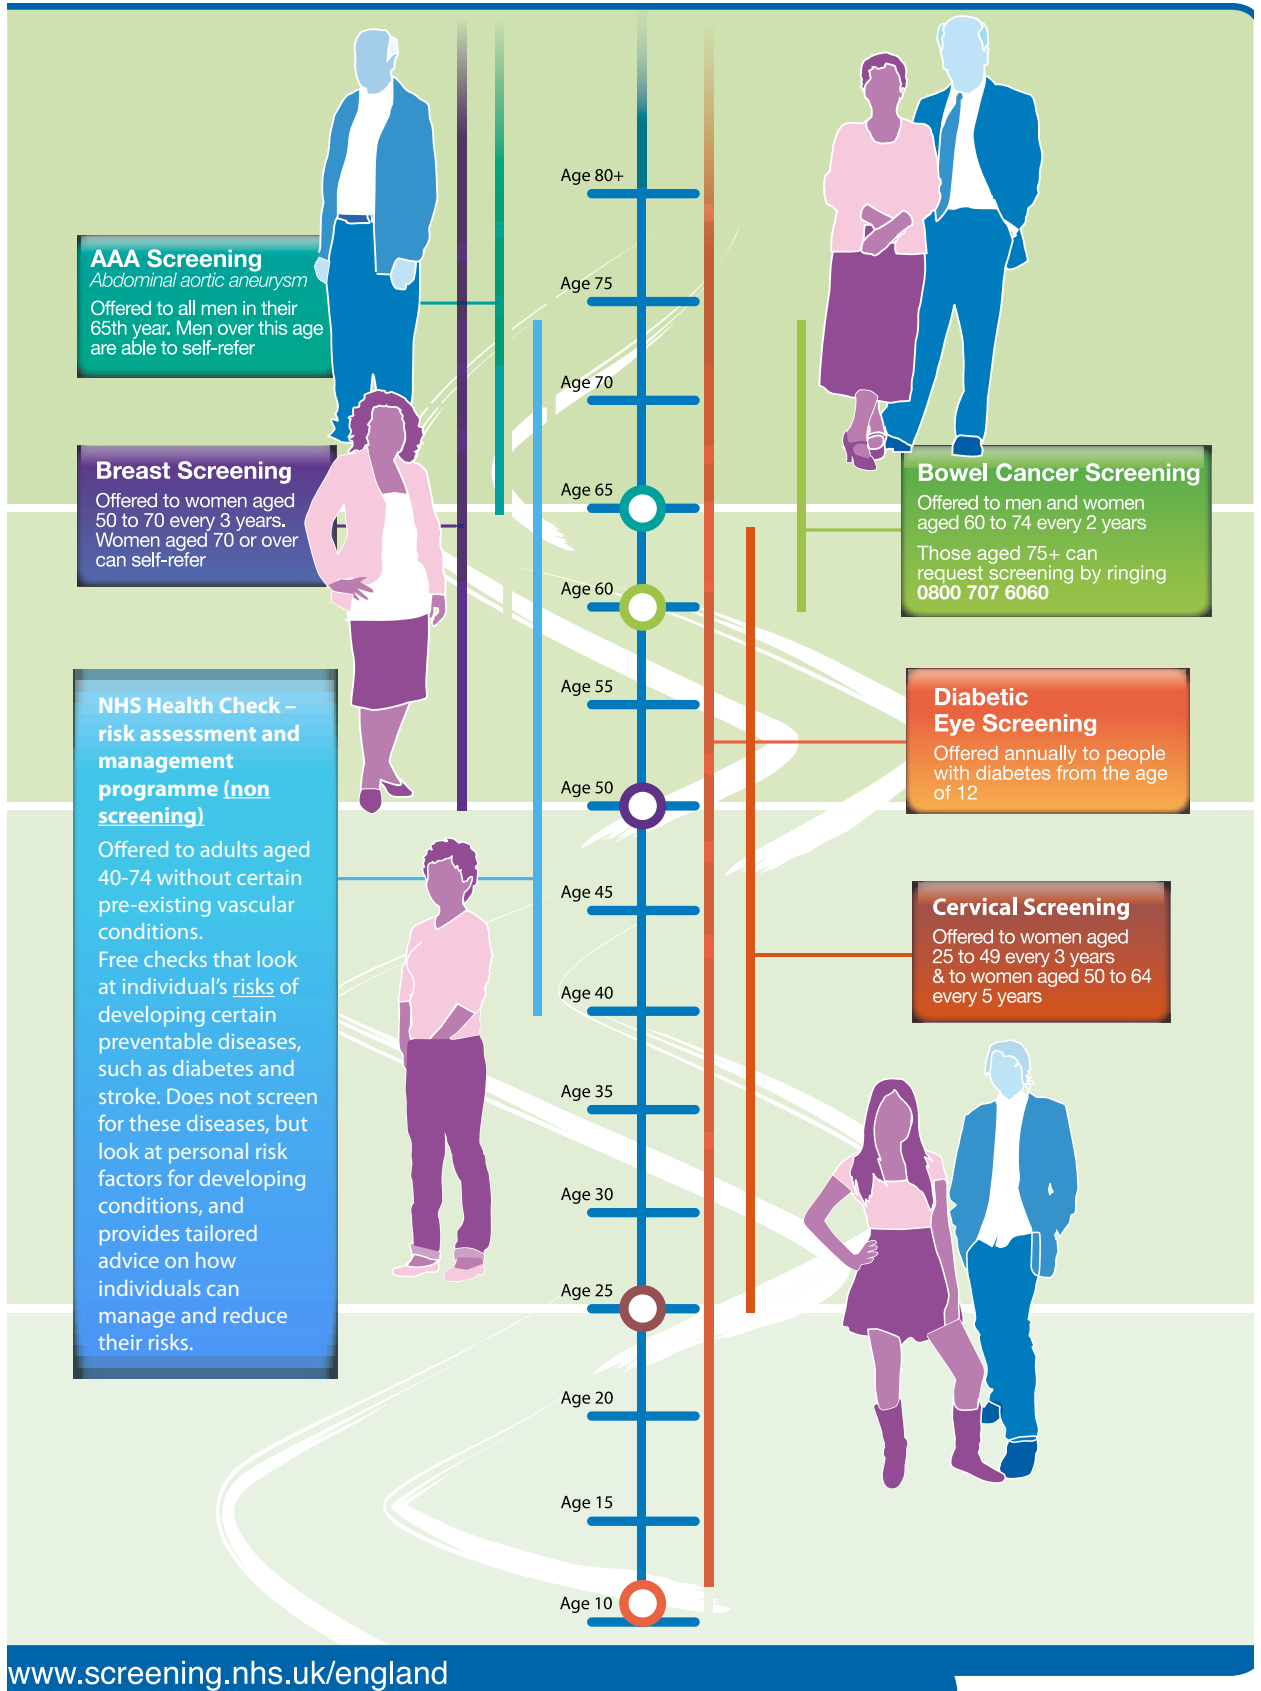 Age 80+
AAA Screening
Abdominal aortic aneurysm
Offered to all men in their
65th year. Men over this age
are able to self-refer
Age 75
Age 70
Breast Screening
Offered to women aged
50 to 70 every 3 years.
Women aged 70 or over
can self-refer
Age 65
Bowel Cancer Screening
Offered to men and women
aged 60 to 74 every 2 years
Those aged 75+ can
request screening by ringing
0800 707 6060
Age 60
NHS Health Check –
risk assessment and
management
programme (non
screening)
Offered to adults aged
40-74 without certain
pre-existing vascular
conditions.
Free checks that look
at individual's risks of
developing certain
preventable diseases,
such as diabetes and
stroke. Does not screen
for these diseases, but
look at personal risk
factors for developing
conditions, and
provides tailored
advice on how
individuals can
manage and reduce
their risks.
Age 55
Diabetic
Eye Screening
Offered annually to people
with diabetes from the age
of 12
Age 50
Age 45
Cervical Screening
Offered to women aged
25 to 49 every 3 years
& to women aged 50 to 64
every 5 years
Age 40
Age 35
Age 30
Age 25
Age 20
Age 15
Age 10
www.screening.nhs.uk/england